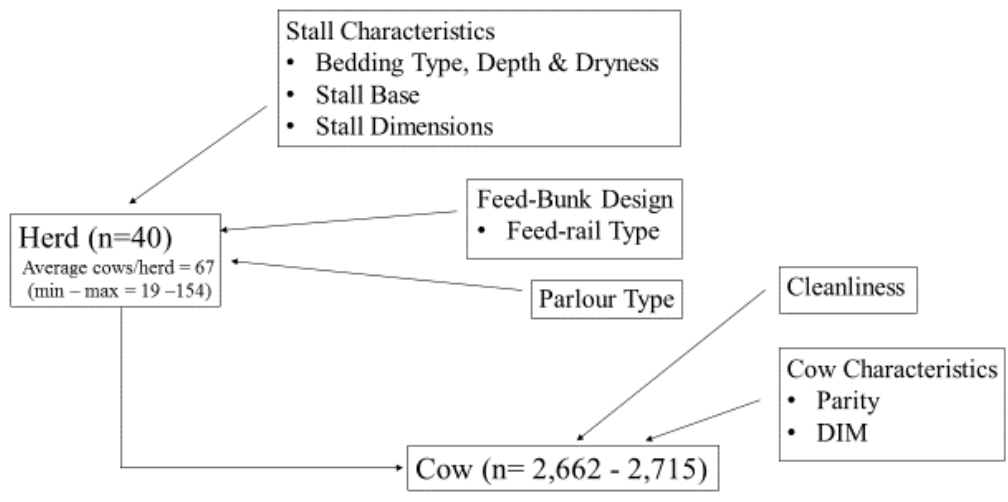 Stall Characteristics
• Bedding Type, Depth & Dryness
• Stall Base
• Stall Dimensions
Feed-Bunk Design
• Feed-rail Type
Herd (n=40)
Average cows/herd = 67
(min – max = 19 –154)
Parlour Type
Cleanliness
Cow Characteristics
• Parity
• DIM
Cow (n= 2,662 - 2,715)